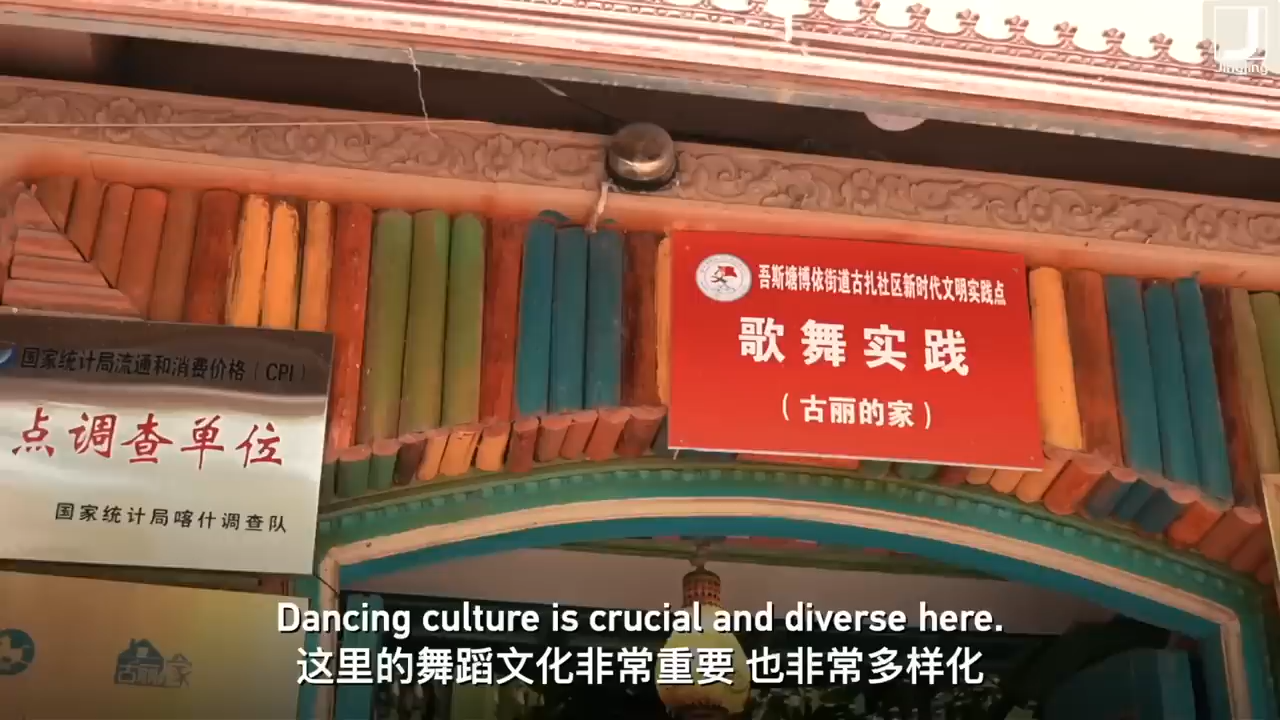 Jingjing
吾斯塘博依街道古扎社区新时代文明实践点
歌舞实践
（古丽的家）
国家统计局流通和消费价格（CPI）
点调查单位
国家统计局喀什调查队
古丽家
Dancing culture is crucial and diverse here.
这里的舞蹈文化非常重要 也非常多样化